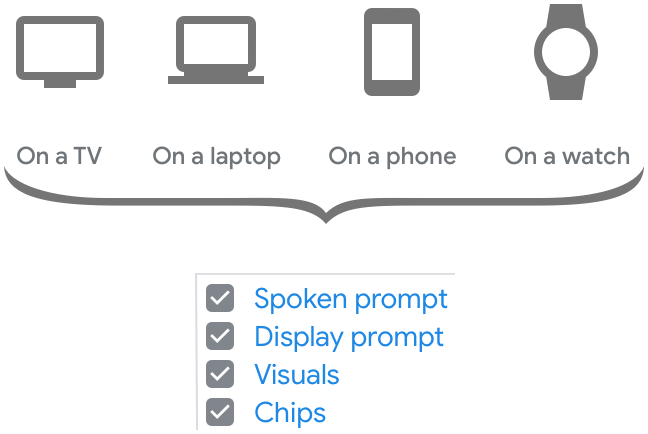 On a TV On a laptop On a phone On a watch
Spoken prompt
Display prompt
Visuals
Chips